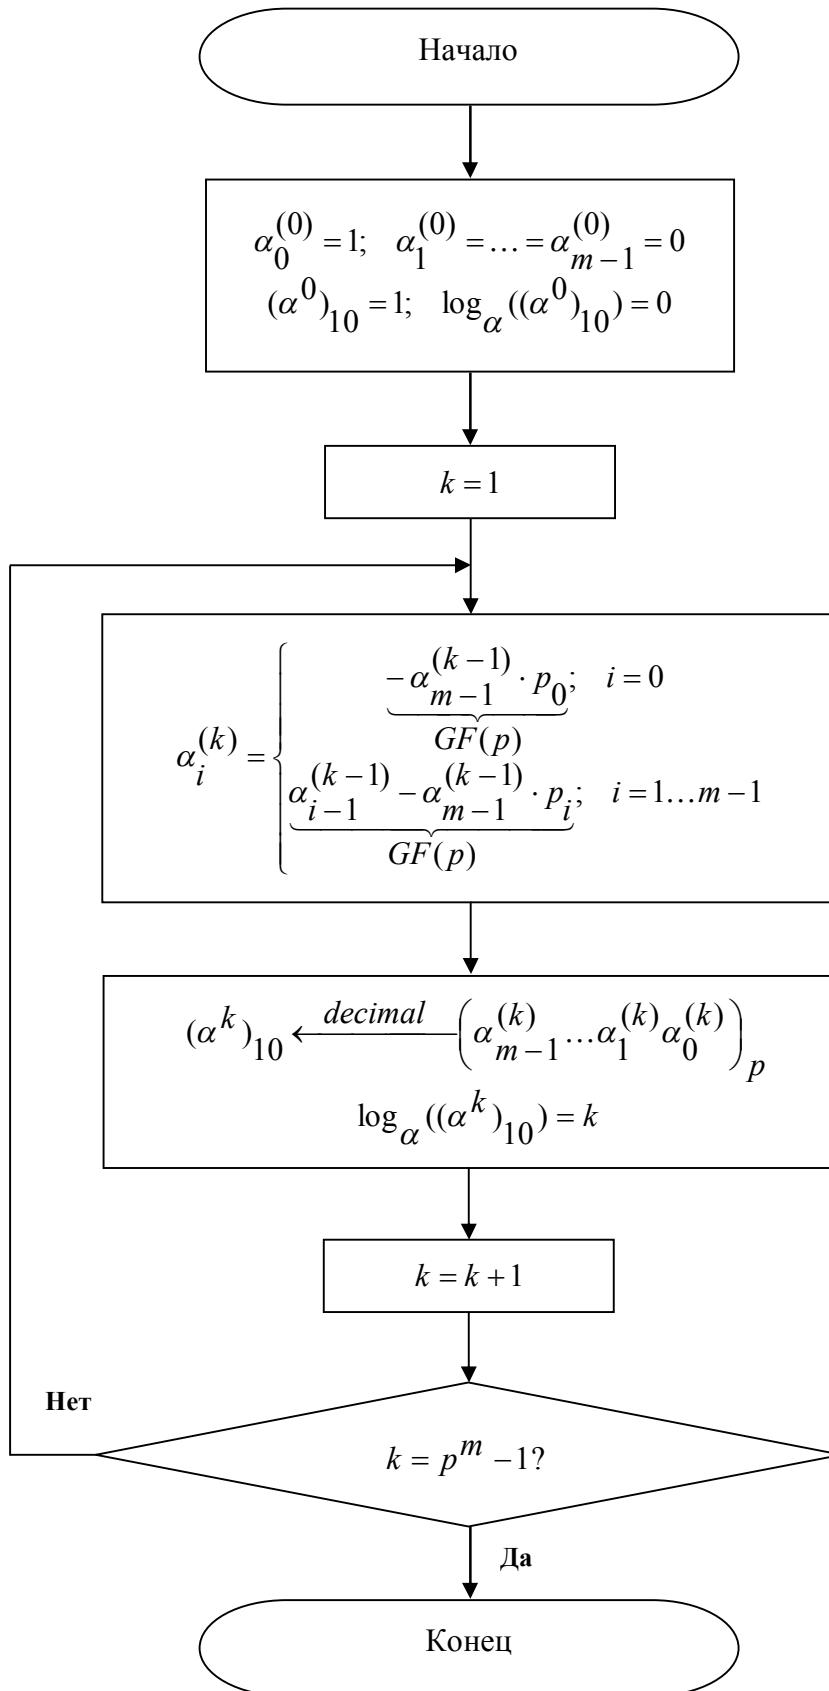 Начало
α_0^(0) = 1; α_1^(0) = … = α_{m−1}^(0) = 0
(α^0)_10 = 1; log_α((α^0)_10) = 0
k = 1
α_i^(k) = { −α_{m−1}^(k−1) · p_0; i = 0
GF(p)
α_{i−1}^(k−1) − α_{m−1}^(k−1) · p_i; i = 1…m−1
GF(p)
(α^k)_10 ⟵decimal (α_{m−1}^(k) … α_1^(k) α_0^(k))_p
log_α((α^k)_10) = k
k = k + 1
Нет
k = p^m − 1?
Да
Конец